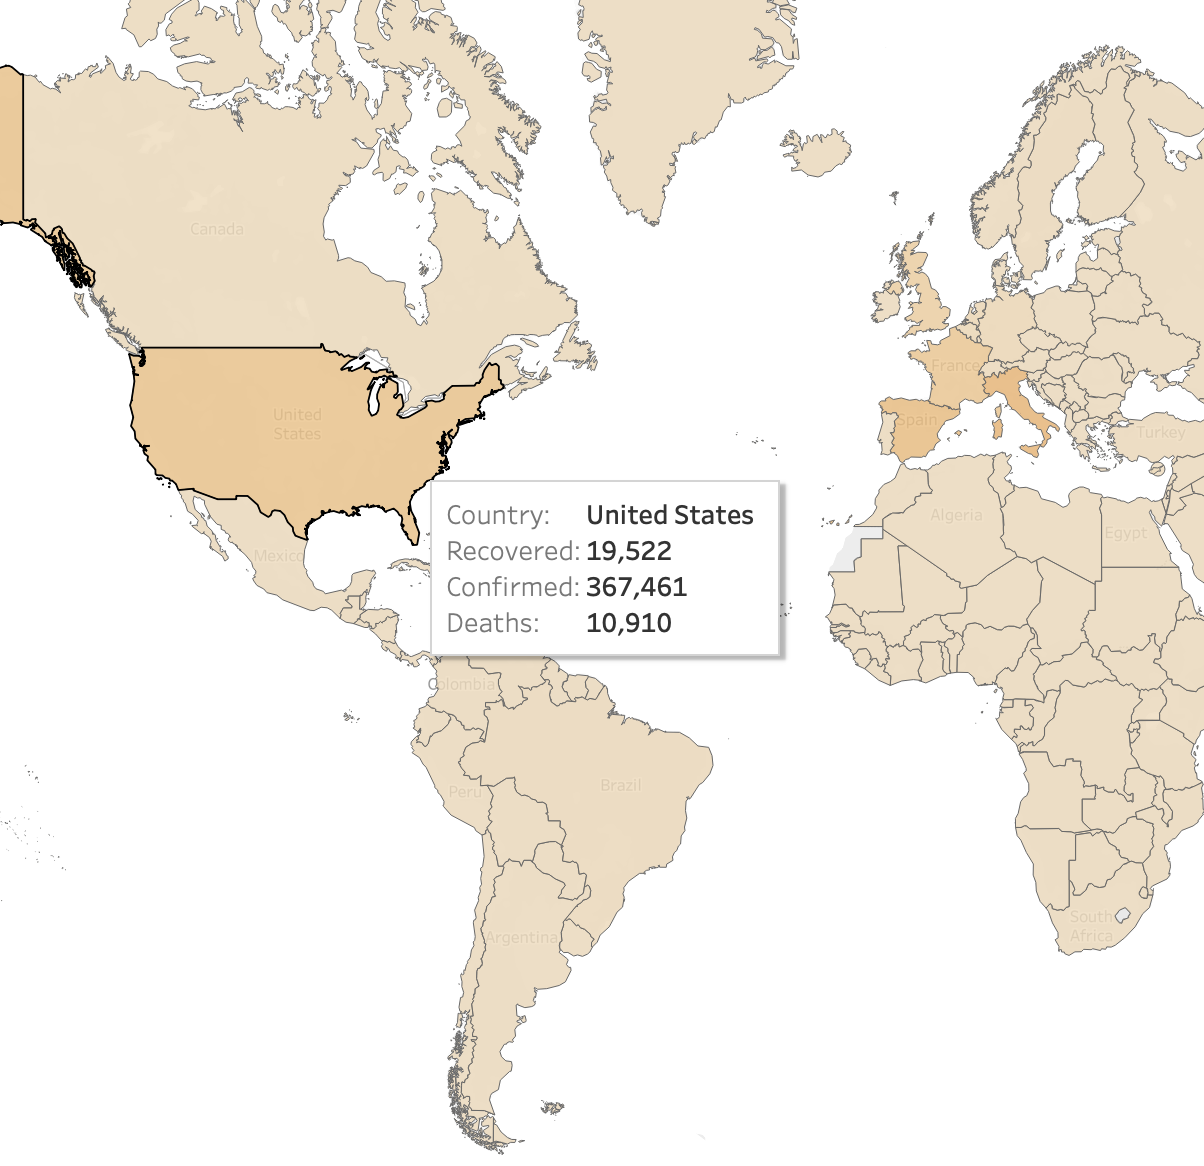 Canada
United
States
France
Spain
Turkey
Mexico
Algeria
Egypt
Country: United States
Recovered: 19,522
Confirmed: 367,461
Deaths: 10,910
Colombia
Peru
Brazil
Argentina
South
Africa